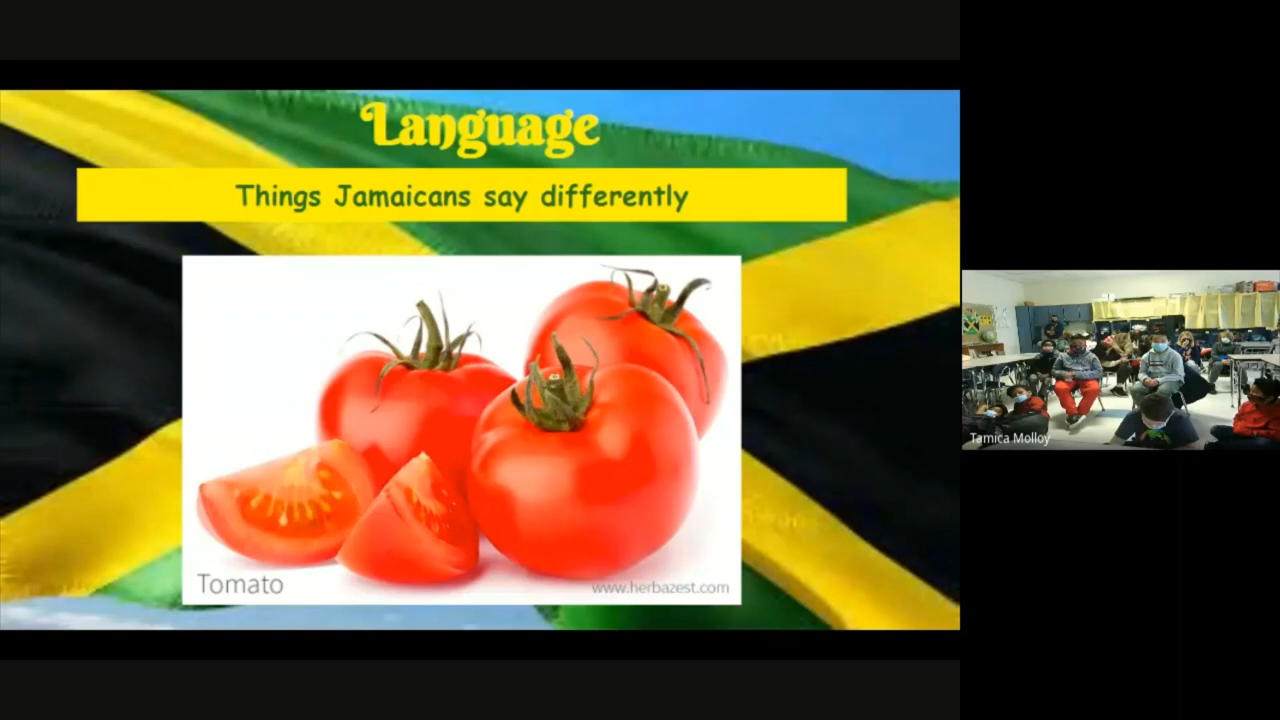 Language
Things Jamaicans say differently
Tomato
www.herbazest.com
Tamica Molloy